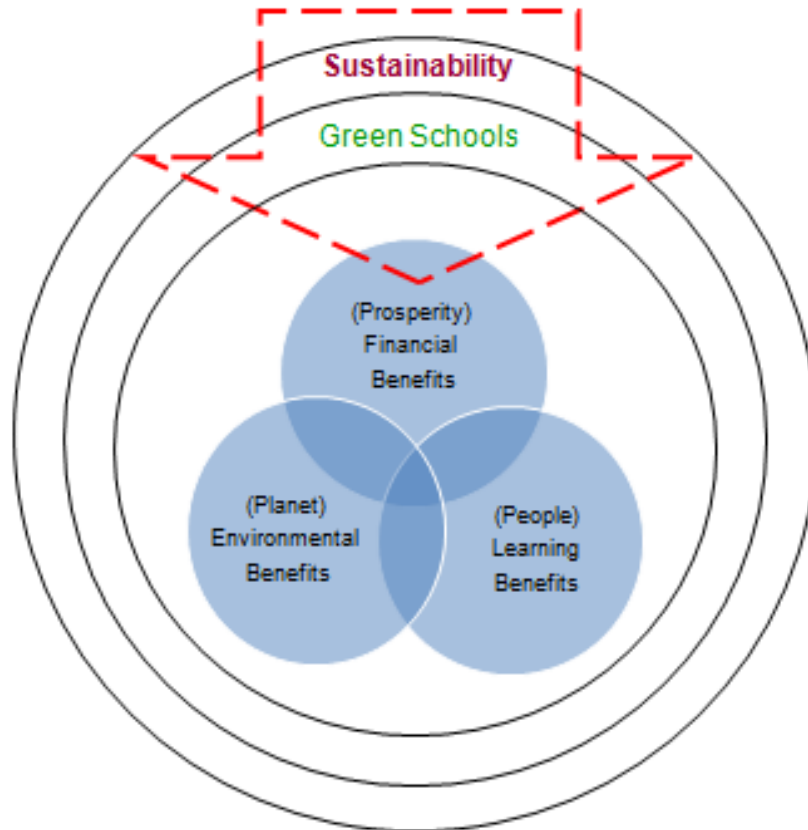 Sustainability
Green Schools
(Prosperity)
Financial
Benefits
(Planet)
Environmental
Benefits
(People)
Learning
Benefits